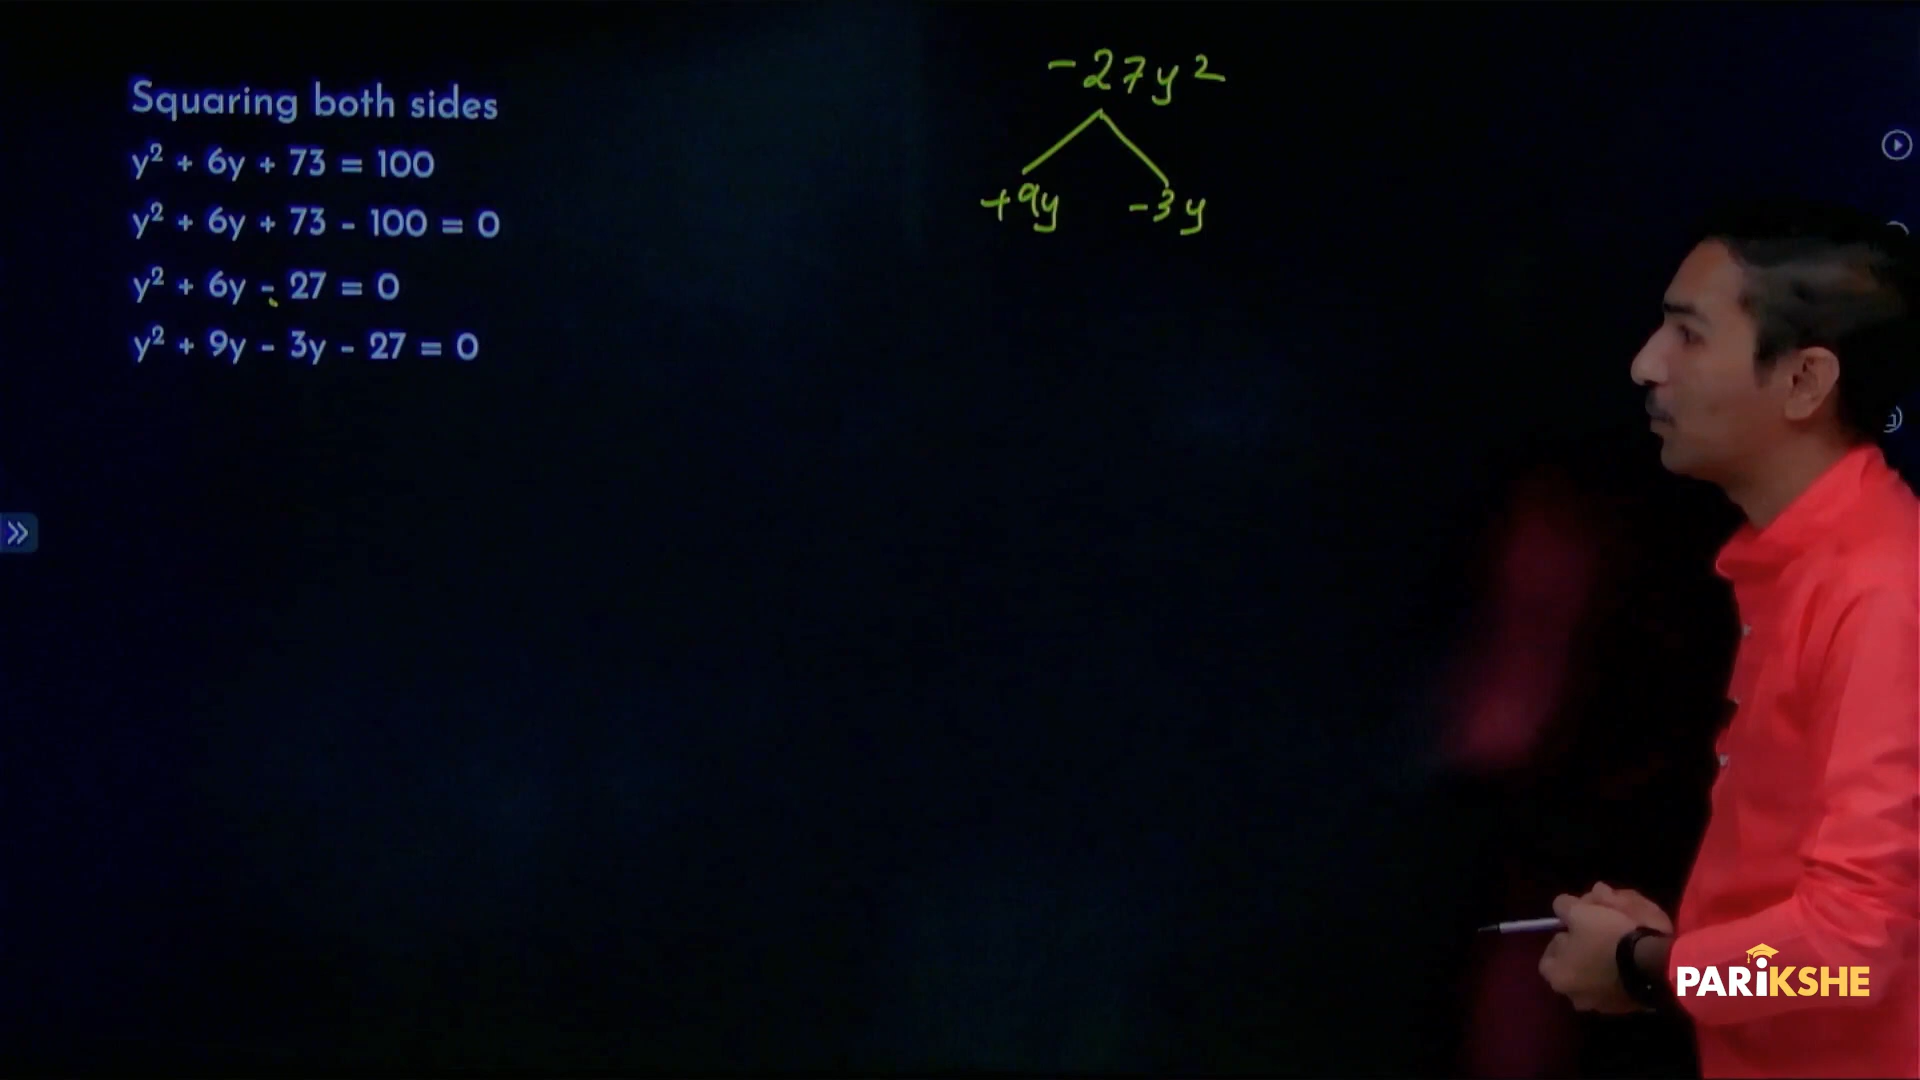 Squaring both sides
y² + 6y + 73 = 100
y² + 6y + 73 - 100 = 0
y² + 6y - 27 = 0
y² + 9y - 3y - 27 = 0
-27y²
+9y -3y
PARiKSHE